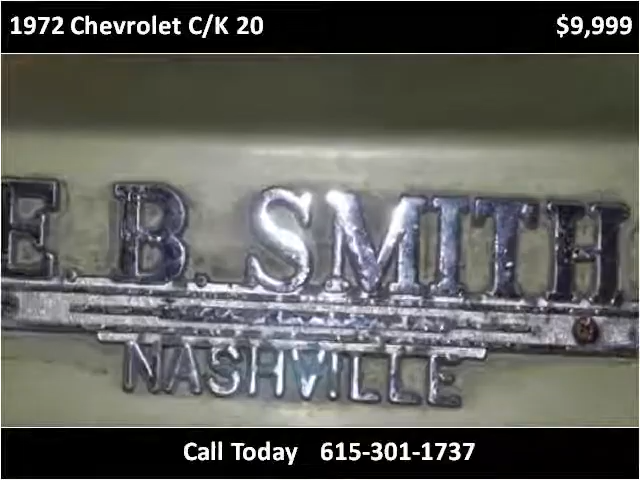 1972 Chevrolet C/K 20 $9,999
E. B. SMITH
NASHVILLE
Call Today 615-301-1737